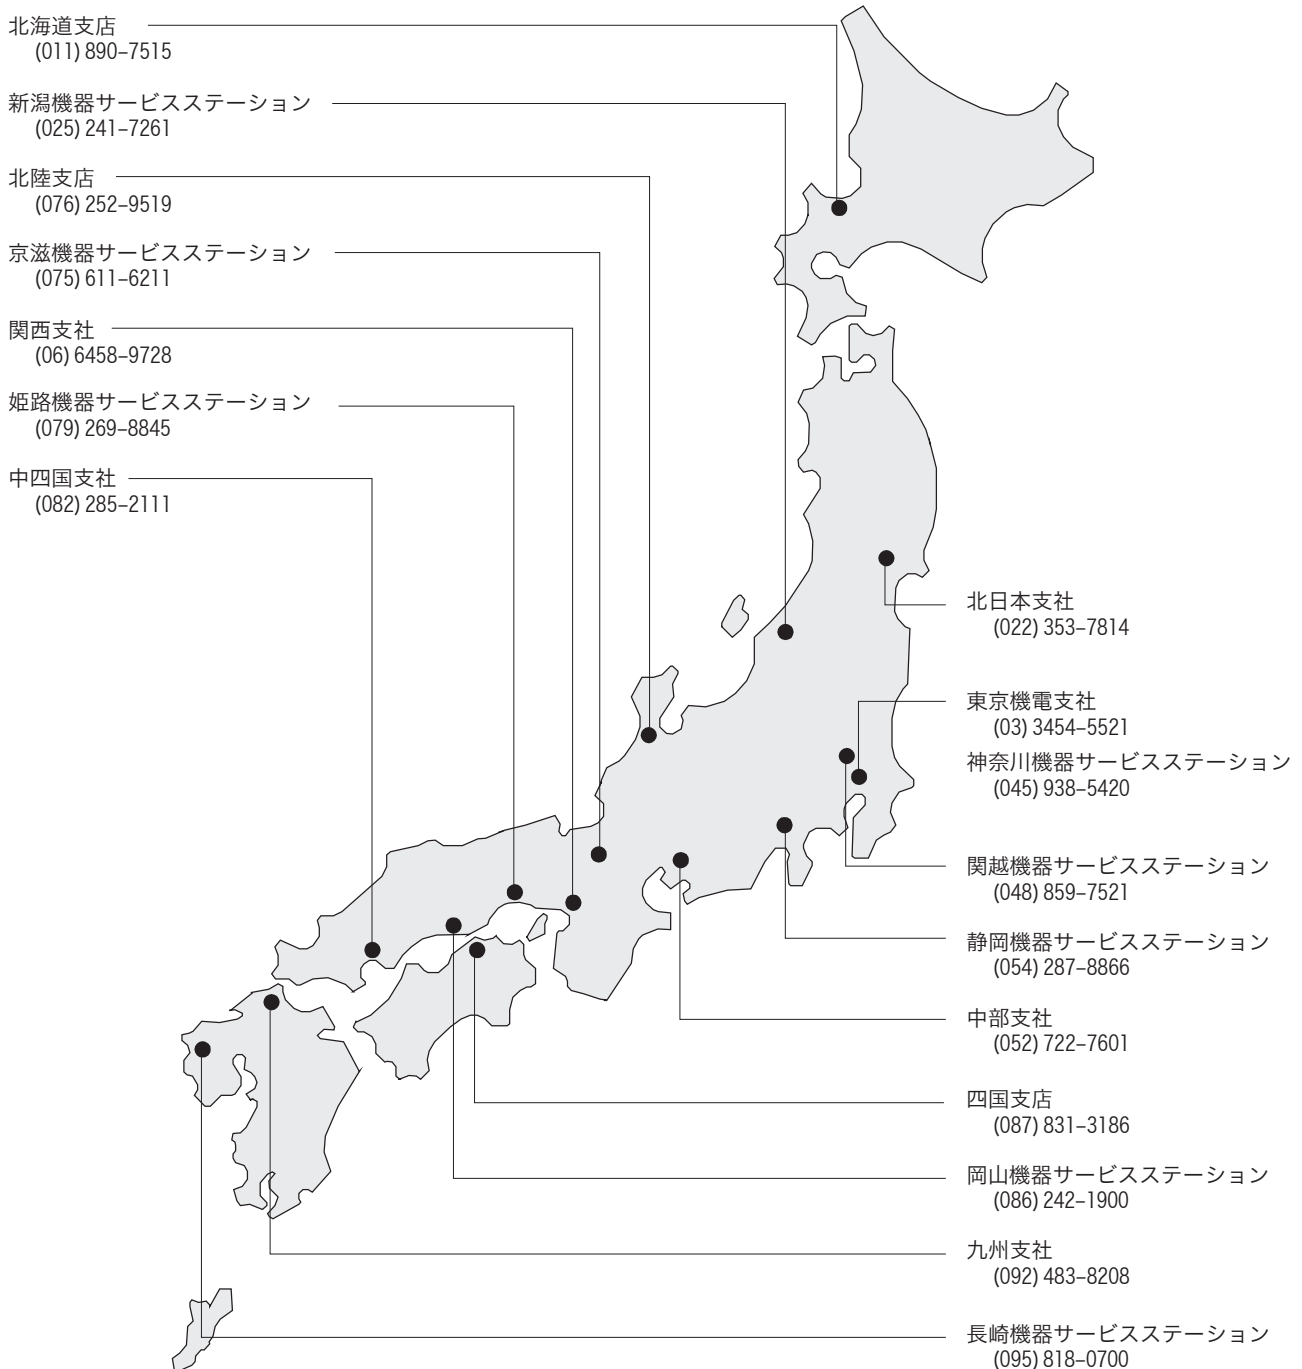 北海道支店
(011) 890–7515
新潟機器サービスステーション
(025) 241–7261
北陸支店
(076) 252–9519
京滋機器サービスステーション
(075) 611–6211
関西支社
(06) 6458–9728
姫路機器サービスステーション
(079) 269–8845
中四国支社
(082) 285–2111
北日本支社
(022) 353–7814
東京機電支社
(03) 3454–5521
神奈川機器サービスステーション
(045) 938–5420
関越機器サービスステーション
(048) 859–7521
静岡機器サービスステーション
(054) 287–8866
中部支社
(052) 722–7601
四国支店
(087) 831–3186
岡山機器サービスステーション
(086) 242–1900
九州支社
(092) 483–8208
長崎機器サービスステーション
(095) 818–0700